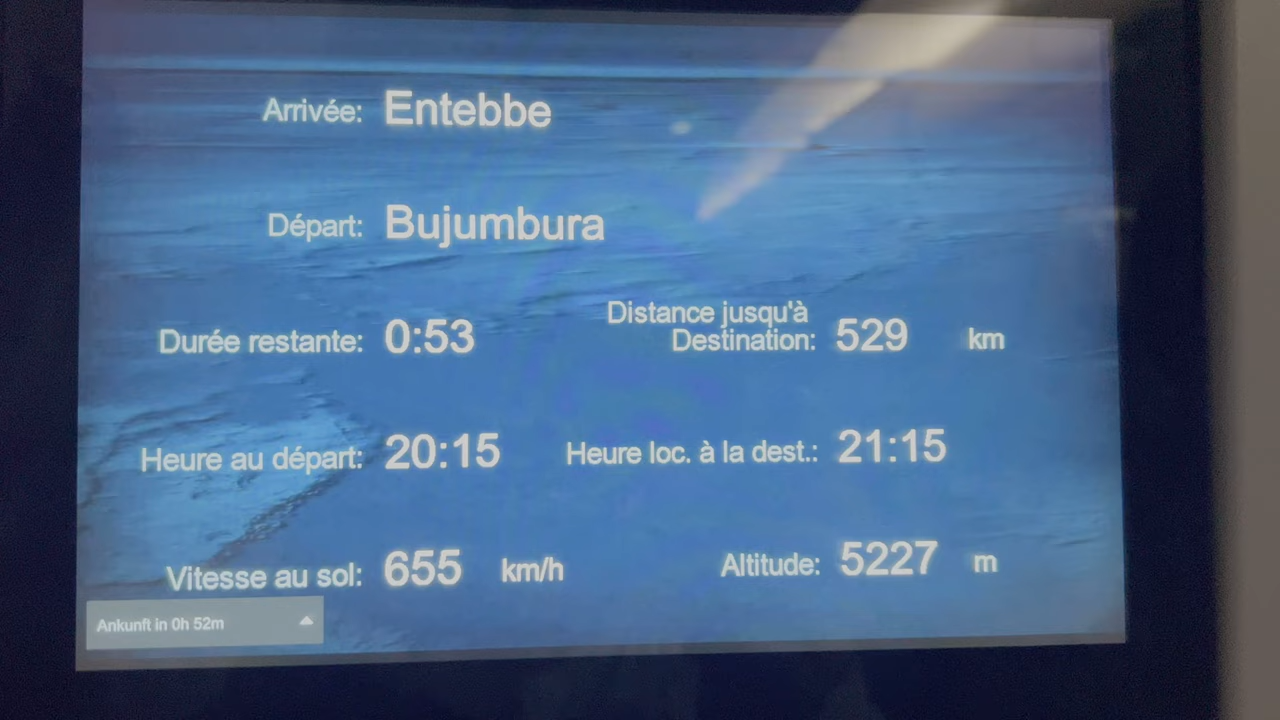 Arrivée: Entebbe
Départ: Bujumbura
Durée restante: 0:53
Distance jusqu'à
Destination: 529 km
Heure au départ: 20:15
Heure loc. à la dest.: 21:15
Vitesse au sol: 655 km/h
Altitude: 5227 m
Ankunft in 0h 52m